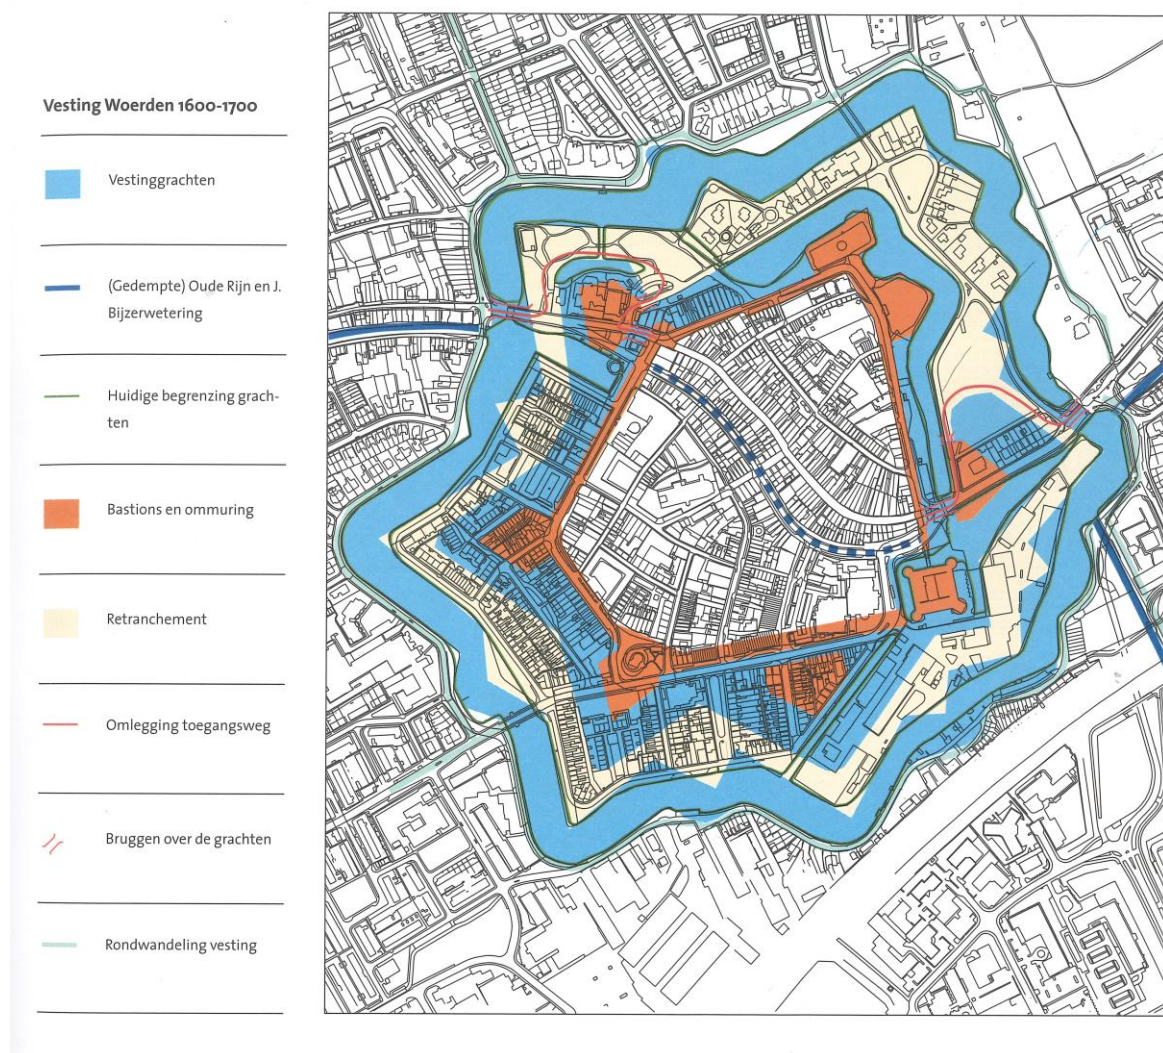 Vesting Woerden 1600-1700
Vestinggrachten
(Gedempte) Oude Rijn en J.
Bijzerwetering
Huidige begrenzing grach-
ten
Bastions en ommuring
Retranchement
Omlegging toegangsweg
Bruggen over de grachten
Rondwandeling vesting